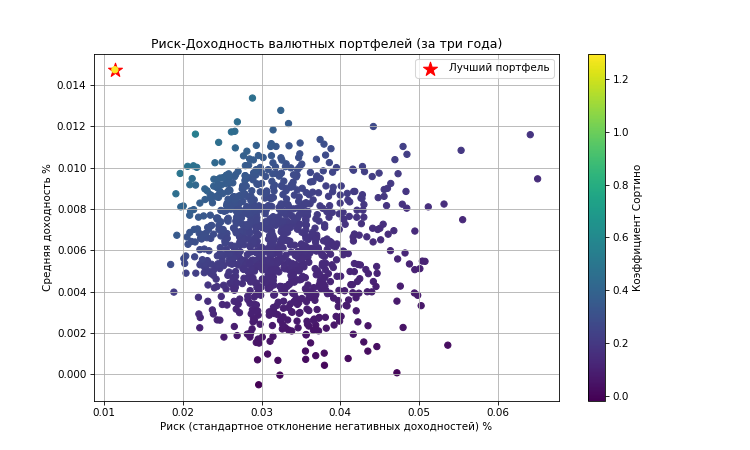 Риск-Доходность валютных портфелей (за три года)
Лучший портфель
Средняя доходность %
0.014
0.012
0.010
0.008
0.006
0.004
0.002
0.000
0.01 0.02 0.03 0.04 0.05 0.06
Риск (стандартное отклонение негативных доходностей) %
1.2
1.0
0.8
0.6
0.4
0.2
0.0
Коэффициент Сортино